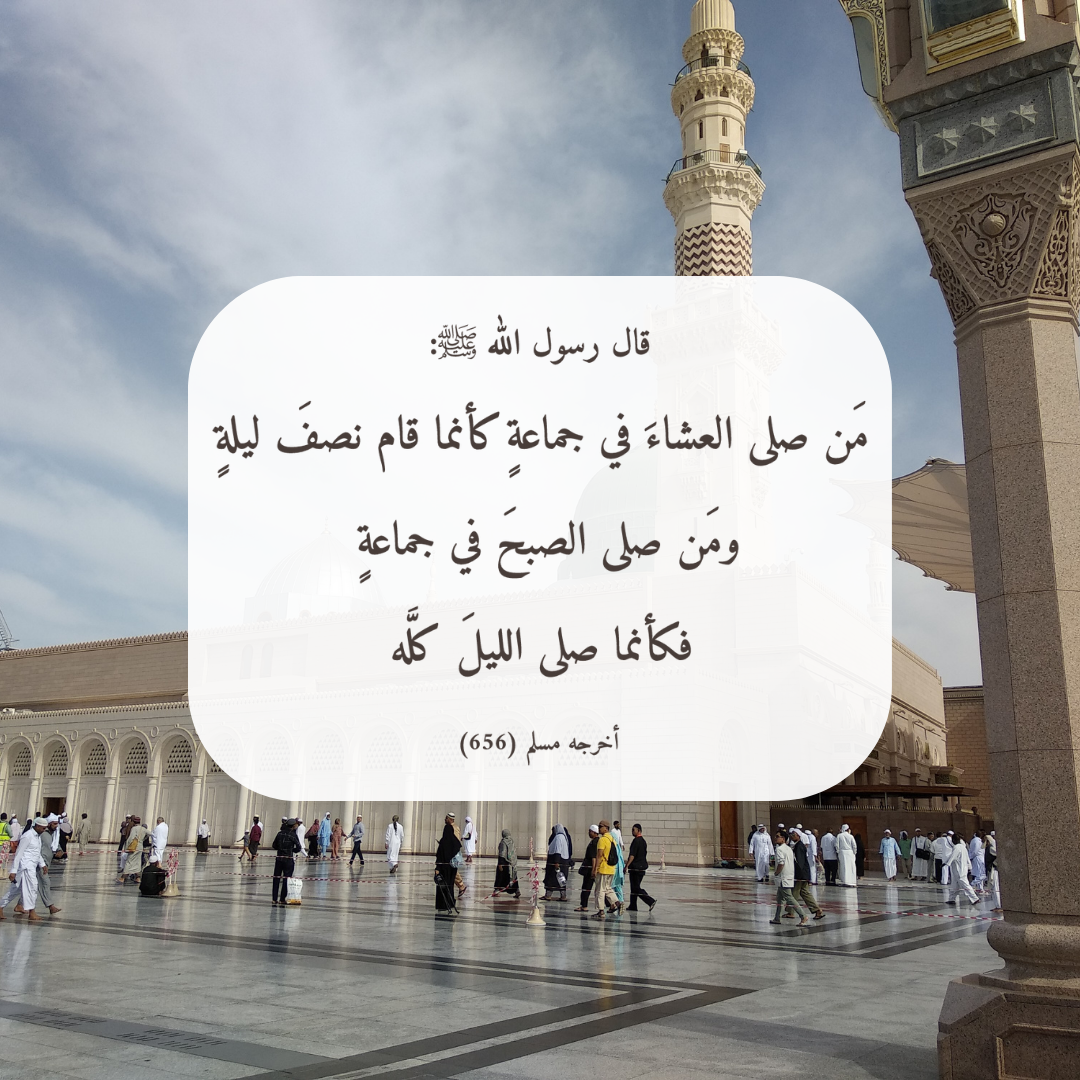 قال رسول الله ﷺ:
مَن صلى العشاءَ في جماعةٍ كأنما قام نصفَ ليلةٍ
ومَن صلى الصبحَ في جماعةٍ
فكأنما صلى الليلَ كلَّه
أخرجه مسلم (656)